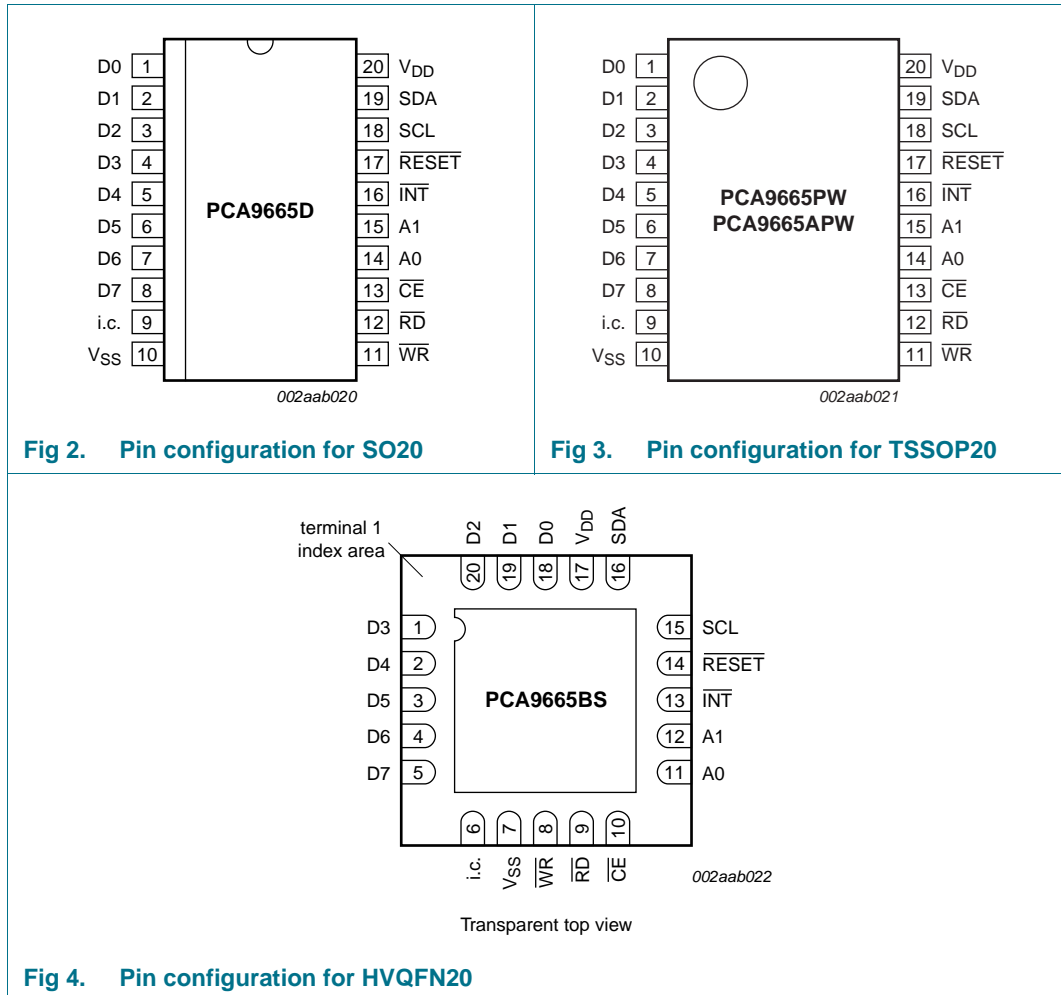 D0 1 20 VDD
D1 2 19 SDA
D2 3 18 SCL
D3 4 17 RESET
D4 5 16 INT
PCA9665D
D5 6 15 A1
D6 7 14 A0
D7 8 13 CE
i.c. 9 12 RD
VSS 10 11 WR
002aab020
Fig 2. Pin configuration for SO20
D0 1 20 VDD
D1 2 19 SDA
D2 3 18 SCL
D3 4 17 RESET
D4 5 16 INT
PCA9665PW
PCA9665APW
D5 6 15 A1
D6 7 14 A0
D7 8 13 CE
i.c. 9 12 RD
VSS 10 11 WR
002aab021
Fig 3. Pin configuration for TSSOP20
terminal 1
index area
D2 D1 D0 VDD SDA
20 19 18 17 16
D3 1 15 SCL
D4 2 14 RESET
D5 3 PCA9665BS 13 INT
D6 4 12 A1
D7 5 11 A0
6 7 8 9 10
i.c. VSS WR RD CE
002aab022
Transparent top view
Fig 4. Pin configuration for HVQFN20